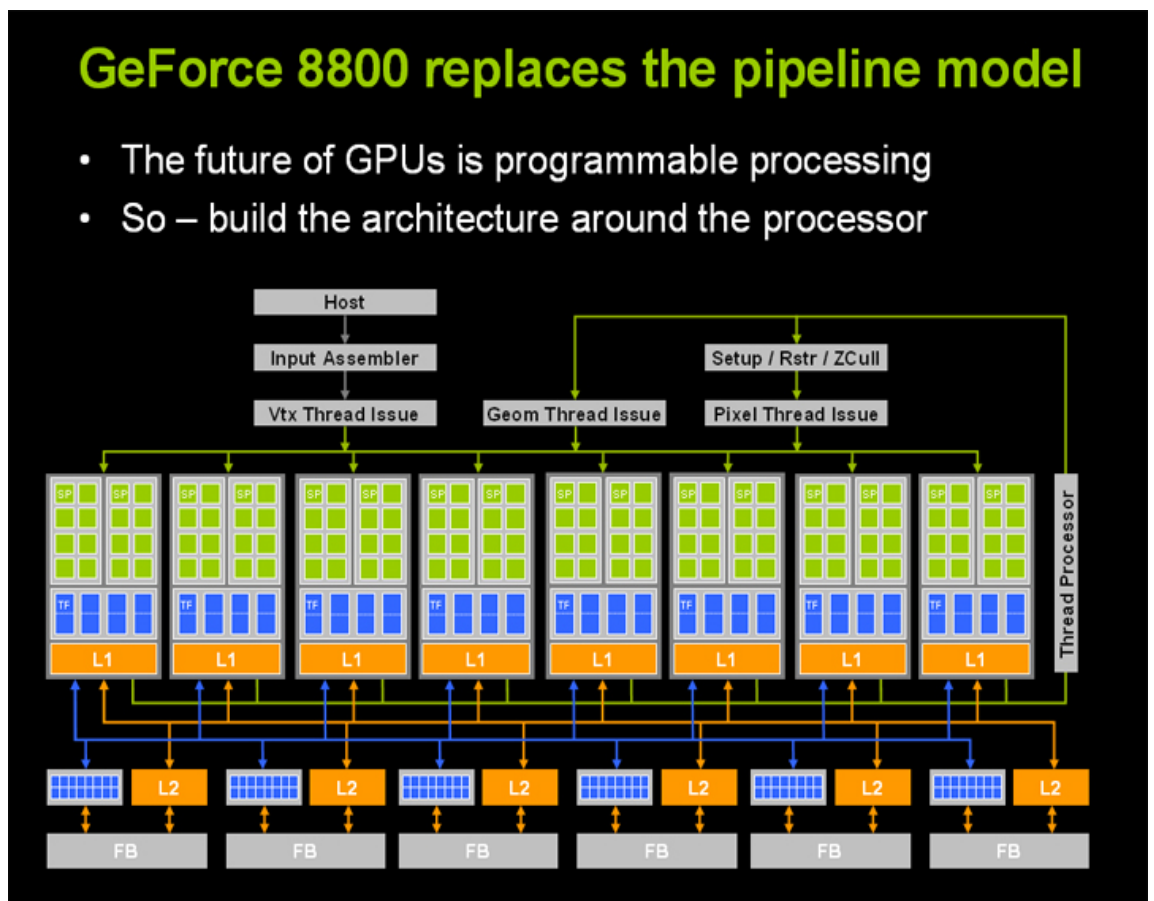 GeForce 8800 replaces the pipeline model
• The future of GPUs is programmable processing
• So – build the architecture around the processor
Host
Input Assembler
Setup / Rstr / ZCull
Vtx Thread Issue
Geom Thread Issue
Pixel Thread Issue
SP SP SP SP SP SP SP SP SP SP SP SP SP SP SP SP
Thread Processor
TF TF TF TF TF TF TF TF
L1 L1 L1 L1 L1 L1 L1 L1
L2 L2 L2 L2 L2 L2
FB FB FB FB FB FB